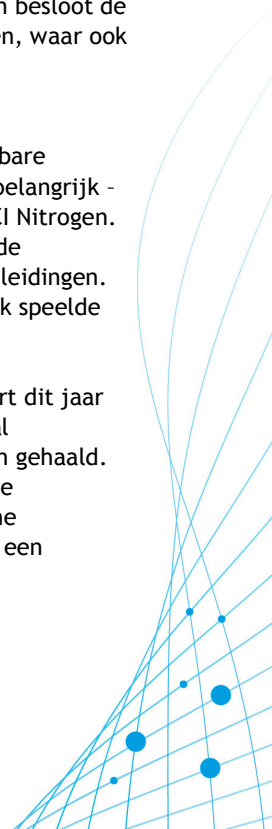 besloot de
en, waar ook
bare
belangrijk –
CI Nitrogen.
de
leidingen.
k speelde
rt dit jaar
al
n gehaald.
e
ne
een